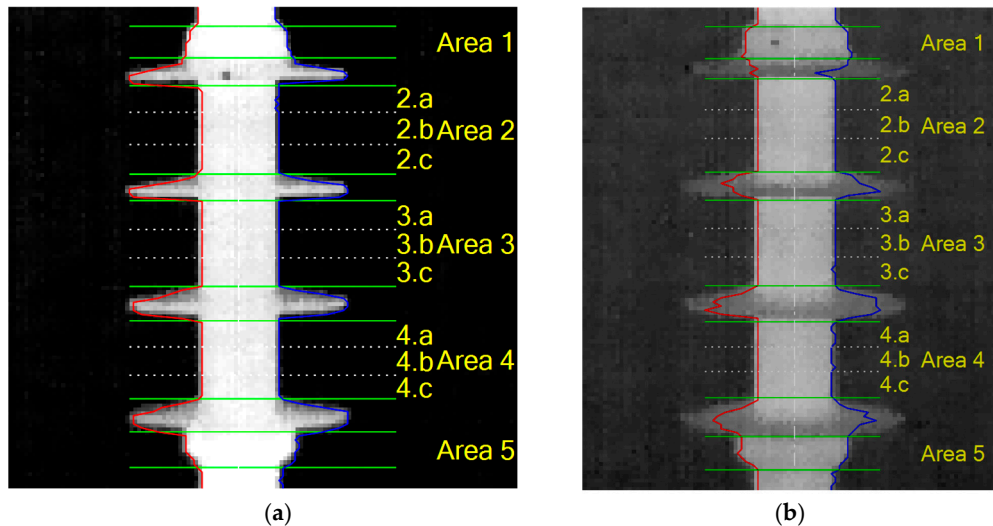 Area 1
2.a
2.b Area 2
2.c
3.a
3.b Area 3
3.c
4.a
4.b Area 4
4.c
Area 5
(a)
Area 1
2.a
2.b Area 2
2.c
3.a
3.b Area 3
3.c
4.a
4.b Area 4
4.c
Area 5
(b)